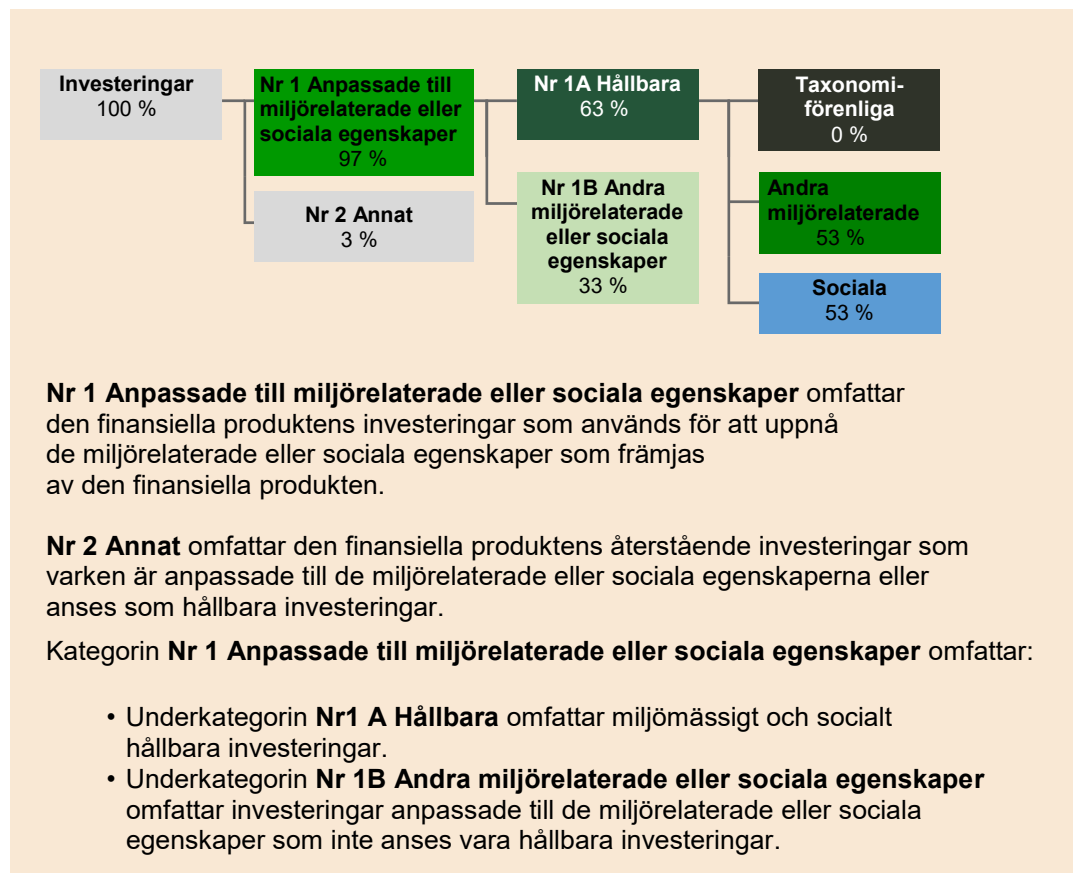 Investeringar
100 %
Nr 1 Anpassade till
miljörelaterade eller
sociala egenskaper
97 %
Nr 2 Annat
3 %
Nr 1A Hållbara
63 %
Nr 1B Andra
miljörelaterade
eller sociala
egenskaper
33 %
Taxonomi-
förenliga
0 %
Andra
miljörelaterade
53 %
Sociala
53 %
Nr 1 Anpassade till miljörelaterade eller sociala egenskaper omfattar
den finansiella produktens investeringar som används för att uppnå
de miljörelaterade eller sociala egenskaper som främjas
av den finansiella produkten.
Nr 2 Annat omfattar den finansiella produktens återstående investeringar som
varken är anpassade till de miljörelaterade eller sociala egenskaperna eller
anses som hållbara investeringar.
Kategorin Nr 1 Anpassade till miljörelaterade eller sociala egenskaper omfattar:
• Underkategorin Nr1 A Hållbara omfattar miljömässigt och socialt
hållbara investeringar.
• Underkategorin Nr 1B Andra miljörelaterade eller sociala egenskaper
omfattar investeringar anpassade till de miljörelaterade eller sociala
egenskaper som inte anses vara hållbara investeringar.